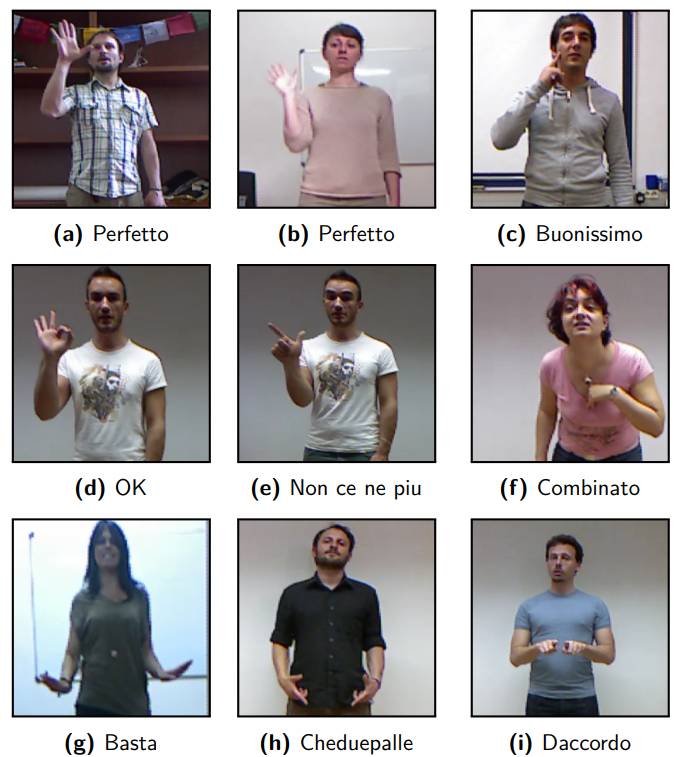 (a) Perfetto
(b) Perfetto
(c) Buonissimo
(d) OK
(e) Non ce ne piu
(f) Combinato
(g) Basta
(h) Cheduepalle
(i) Daccordo